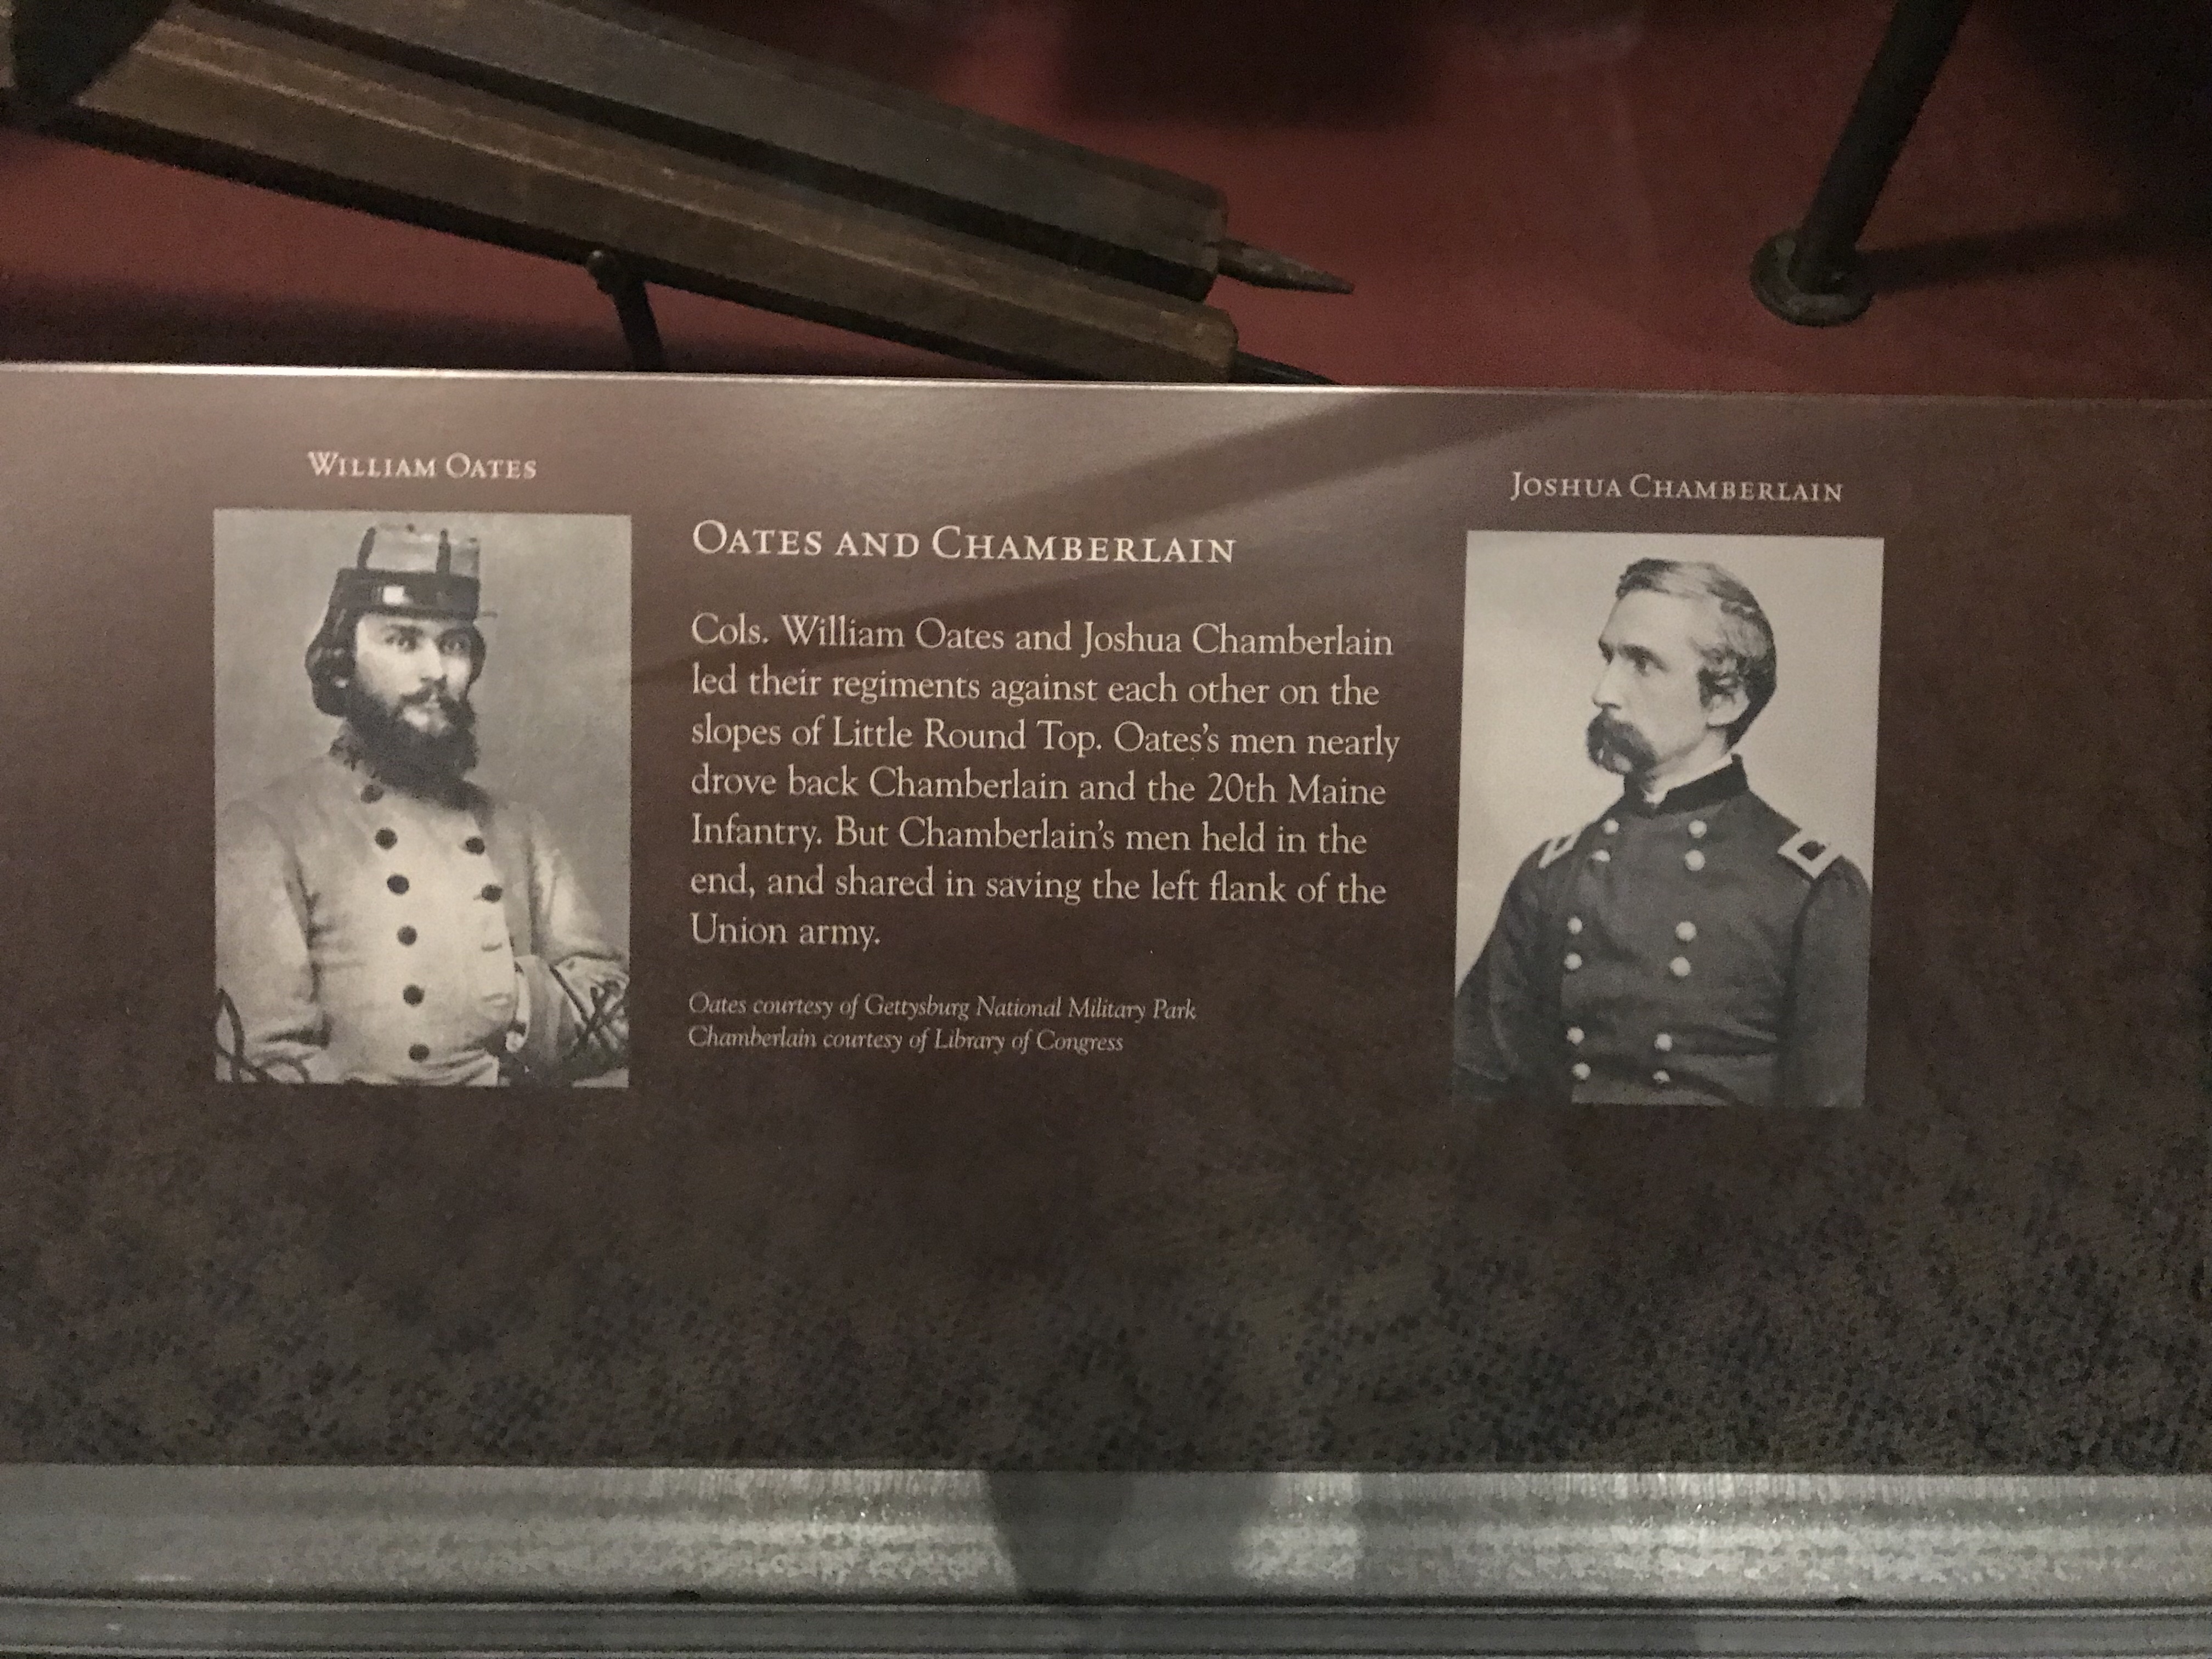 WILLIAM OATES
JOSHUA CHAMBERLAIN
OATES AND CHAMBERLAIN
Cols. William Oates and Joshua Chamberlain
led their regiments against each other on the
slopes of Little Round Top. Oates's men nearly
drove back Chamberlain and the 20th Maine
Infantry. But Chamberlain's men held in the
end, and shared in saving the left flank of the
Union army.
Oates courtesy of Gettysburg National Military Park
Chamberlain courtesy of Library of Congress